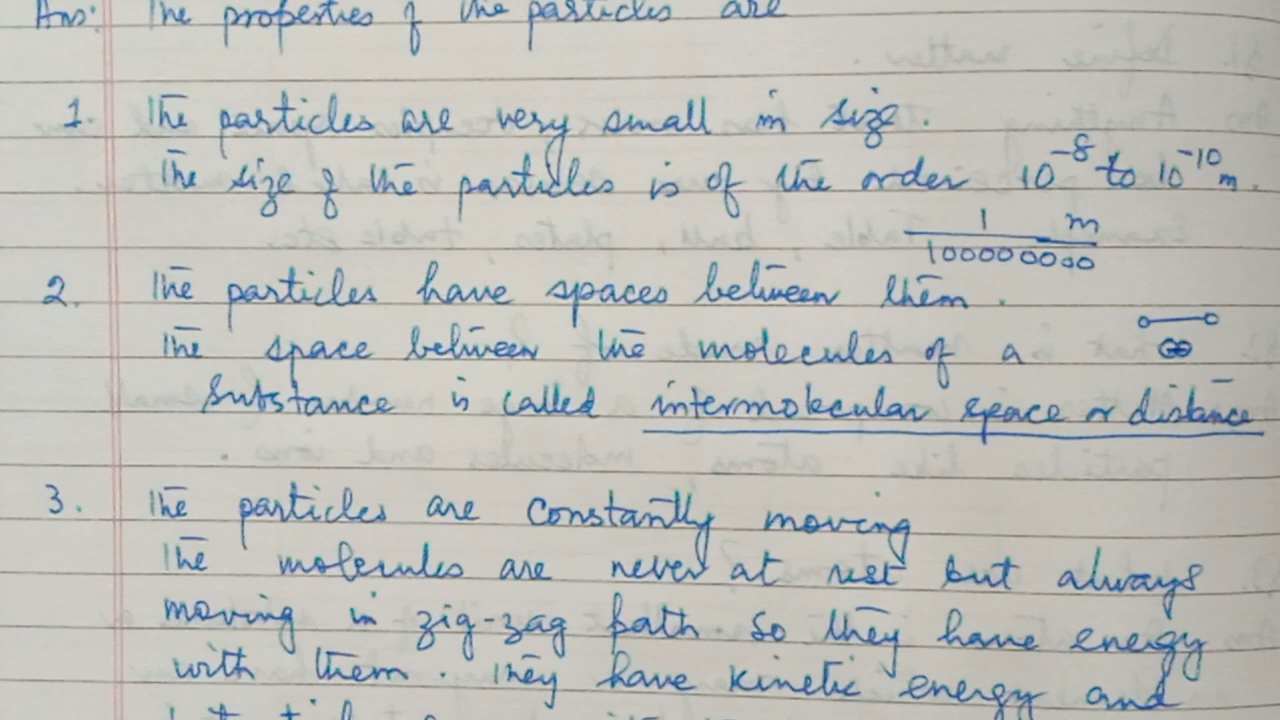 Ans: The properties of the particles are
1. The particles are very small in size.
The size of the particles is of the order 10⁻⁸ to 10⁻¹⁰ m.
1 m
100000000
2. The particles have spaces between them.
The space between the molecules of a
substance is called intermolecular space or distance
3. The particles are constantly moving
The molecules are never at rest but always
moving in zig-zag path so they have energy
with them. They have kinetic energy and